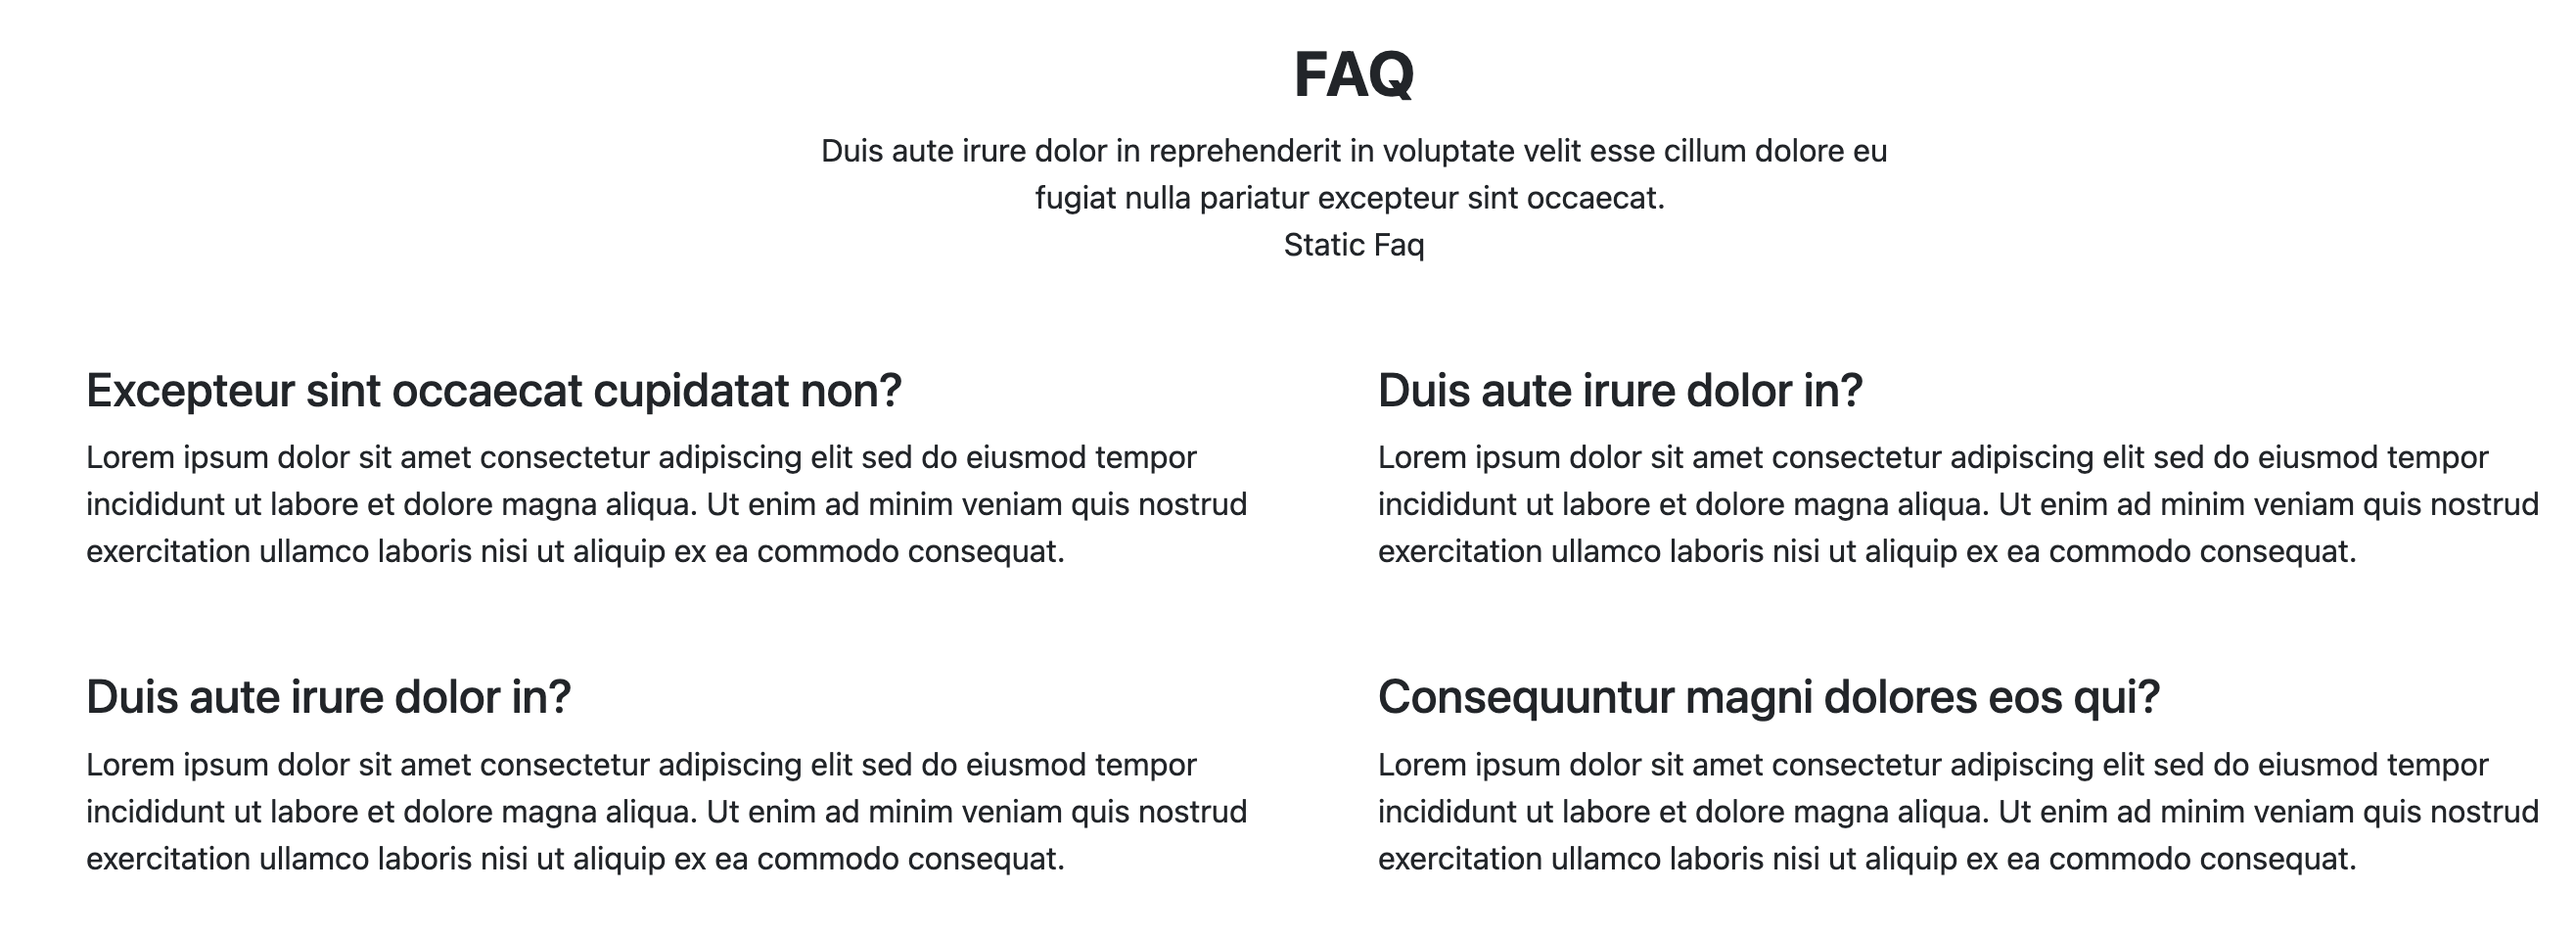 FAQ
Duis aute irure dolor in reprehenderit in voluptate velit esse cillum dolore eu
fugiat nulla pariatur excepteur sint occaecat.
Static Faq
Excepteur sint occaecat cupidatat non?
Lorem ipsum dolor sit amet consectetur adipiscing elit sed do eiusmod tempor
incididunt ut labore et dolore magna aliqua. Ut enim ad minim veniam quis nostrud
exercitation ullamco laboris nisi ut aliquip ex ea commodo consequat.
Duis aute irure dolor in?
Lorem ipsum dolor sit amet consectetur adipiscing elit sed do eiusmod tempor
incididunt ut labore et dolore magna aliqua. Ut enim ad minim veniam quis nostrud
exercitation ullamco laboris nisi ut aliquip ex ea commodo consequat.
Duis aute irure dolor in?
Lorem ipsum dolor sit amet consectetur adipiscing elit sed do eiusmod tempor
incididunt ut labore et dolore magna aliqua. Ut enim ad minim veniam quis nostrud
exercitation ullamco laboris nisi ut aliquip ex ea commodo consequat.
Consequuntur magni dolores eos qui?
Lorem ipsum dolor sit amet consectetur adipiscing elit sed do eiusmod tempor
incididunt ut labore et dolore magna aliqua. Ut enim ad minim veniam quis nostrud
exercitation ullamco laboris nisi ut aliquip ex ea commodo consequat.